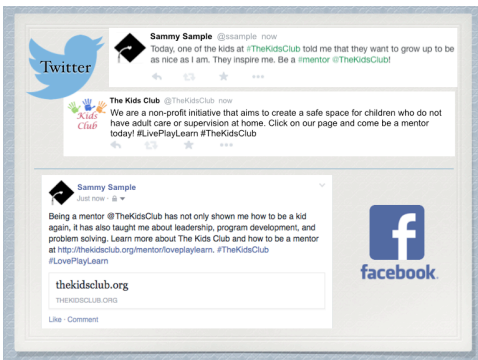 Twitter
Sammy Sample @ssample now
Today, one of the kids at #TheKidsClub told me that they want to grow up to be
as nice as I am. They inspire me. Be a #mentor @TheKidsClub!
Kids
Club
The Kids Club @TheKidsClub now
We are a non-profit initiative that aims to create a safe space for children who do not
have adult care or supervision at home. Click on our page and come be a mentor
today! #LivePlayLearn #TheKidsClub
Sammy Sample
Just now ·
Being a mentor @TheKidsClub has not only shown me how to be a kid
again, it has also taught me about leadership, program development, and
problem solving. Learn more about The Kids Club and how to be a mentor
at http://thekidsclub.org/mentor/loveplaylearn. #TheKidsClub
#LovePlayLearn
thekidsclub.org
THEKIDSCLUB.ORG
Like · Comment
f
facebook.